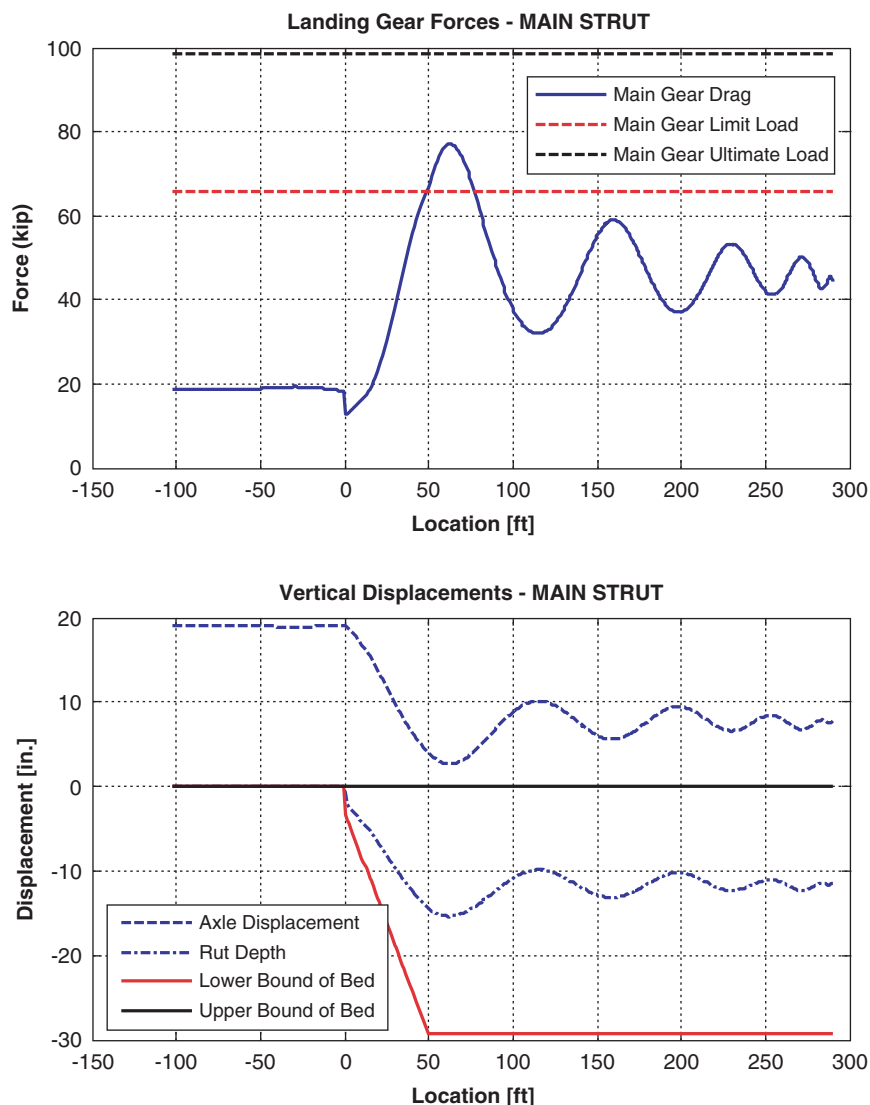 Landing Gear Forces - MAIN STRUT
100
80
60
40
20
0
Force (kip)
Main Gear Drag
Main Gear Limit Load
Main Gear Ultimate Load
-150 -100 -50 0 50 100 150 200 250 300
Location [ft]
Vertical Displacements - MAIN STRUT
20
10
0
-10
-20
-30
Displacement [in.]
Axle Displacement
Rut Depth
Lower Bound of Bed
Upper Bound of Bed
-150 -100 -50 0 50 100 150 200 250 300
Location [ft]